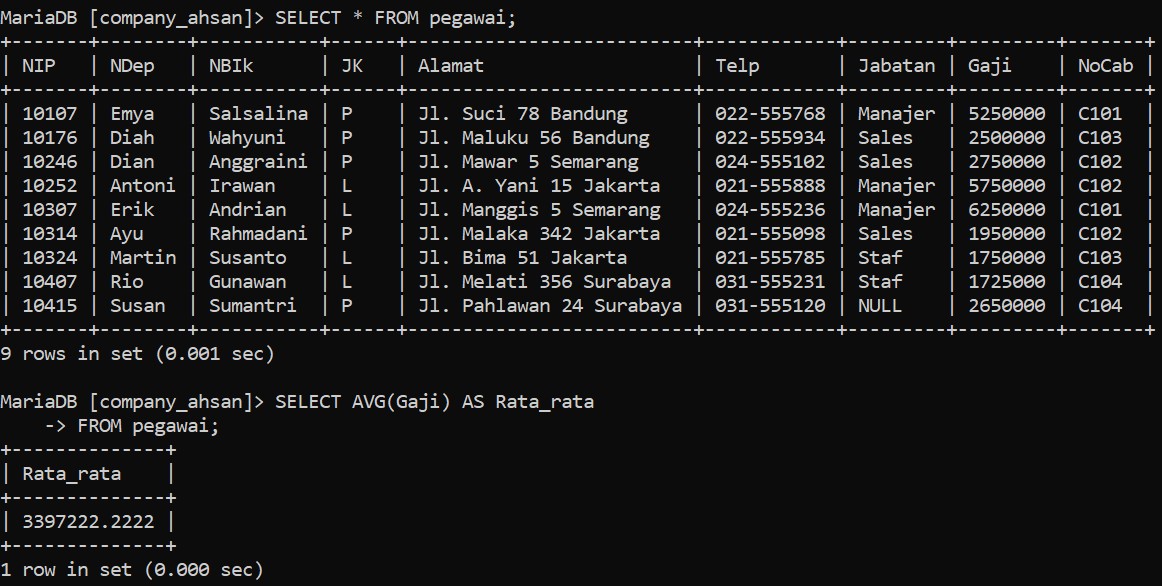 MariaDB [company_ahsan]> SELECT * FROM pegawai;
+-------+--------+-----------+------+--------------------------+------------+---------+---------+-------+
| NIP   | NDep   | NBIk      | JK   | Alamat                   | Telp       | Jabatan | Gaji    | NoCab |
+-------+--------+-----------+------+--------------------------+------------+---------+---------+-------+
| 10107 | Emya   | Salsalina | P    | Jl. Suci 78 Bandung      | 022-555768 | Manajer | 5250000 | C101  |
| 10176 | Diah   | Wahyuni   | P    | Jl. Maluku 56 Bandung    | 022-555934 | Sales   | 2500000 | C103  |
| 10246 | Dian   | Anggraini | P    | Jl. Mawar 5 Semarang     | 024-555102 | Sales   | 2750000 | C102  |
| 10252 | Antoni | Irawan    | L    | Jl. A. Yani 15 Jakarta   | 021-555888 | Manajer | 5750000 | C102  |
| 10307 | Erik   | Andrian   | L    | Jl. Manggis 5 Semarang   | 024-555236 | Manajer | 6250000 | C101  |
| 10314 | Ayu    | Rahmadani | P    | Jl. Malaka 342 Jakarta   | 021-555098 | Sales   | 1950000 | C102  |
| 10324 | Martin | Susanto   | L    | Jl. Bima 51 Jakarta      | 021-555785 | Staf    | 1750000 | C103  |
| 10407 | Rio    | Gunawan   | L    | Jl. Melati 356 Surabaya  | 031-555231 | Staf    | 1725000 | C104  |
| 10415 | Susan  | Sumantri  | P    | Jl. Pahlawan 24 Surabaya | 031-555120 | NULL    | 2650000 | C104  |
+-------+--------+-----------+------+--------------------------+------------+---------+---------+-------+
9 rows in set (0.001 sec)

MariaDB [company_ahsan]> SELECT AVG(Gaji) AS Rata_rata
    -> FROM pegawai;
+--------------+
| Rata_rata    |
+--------------+
| 3397222.2222 |
+--------------+
1 row in set (0.000 sec)